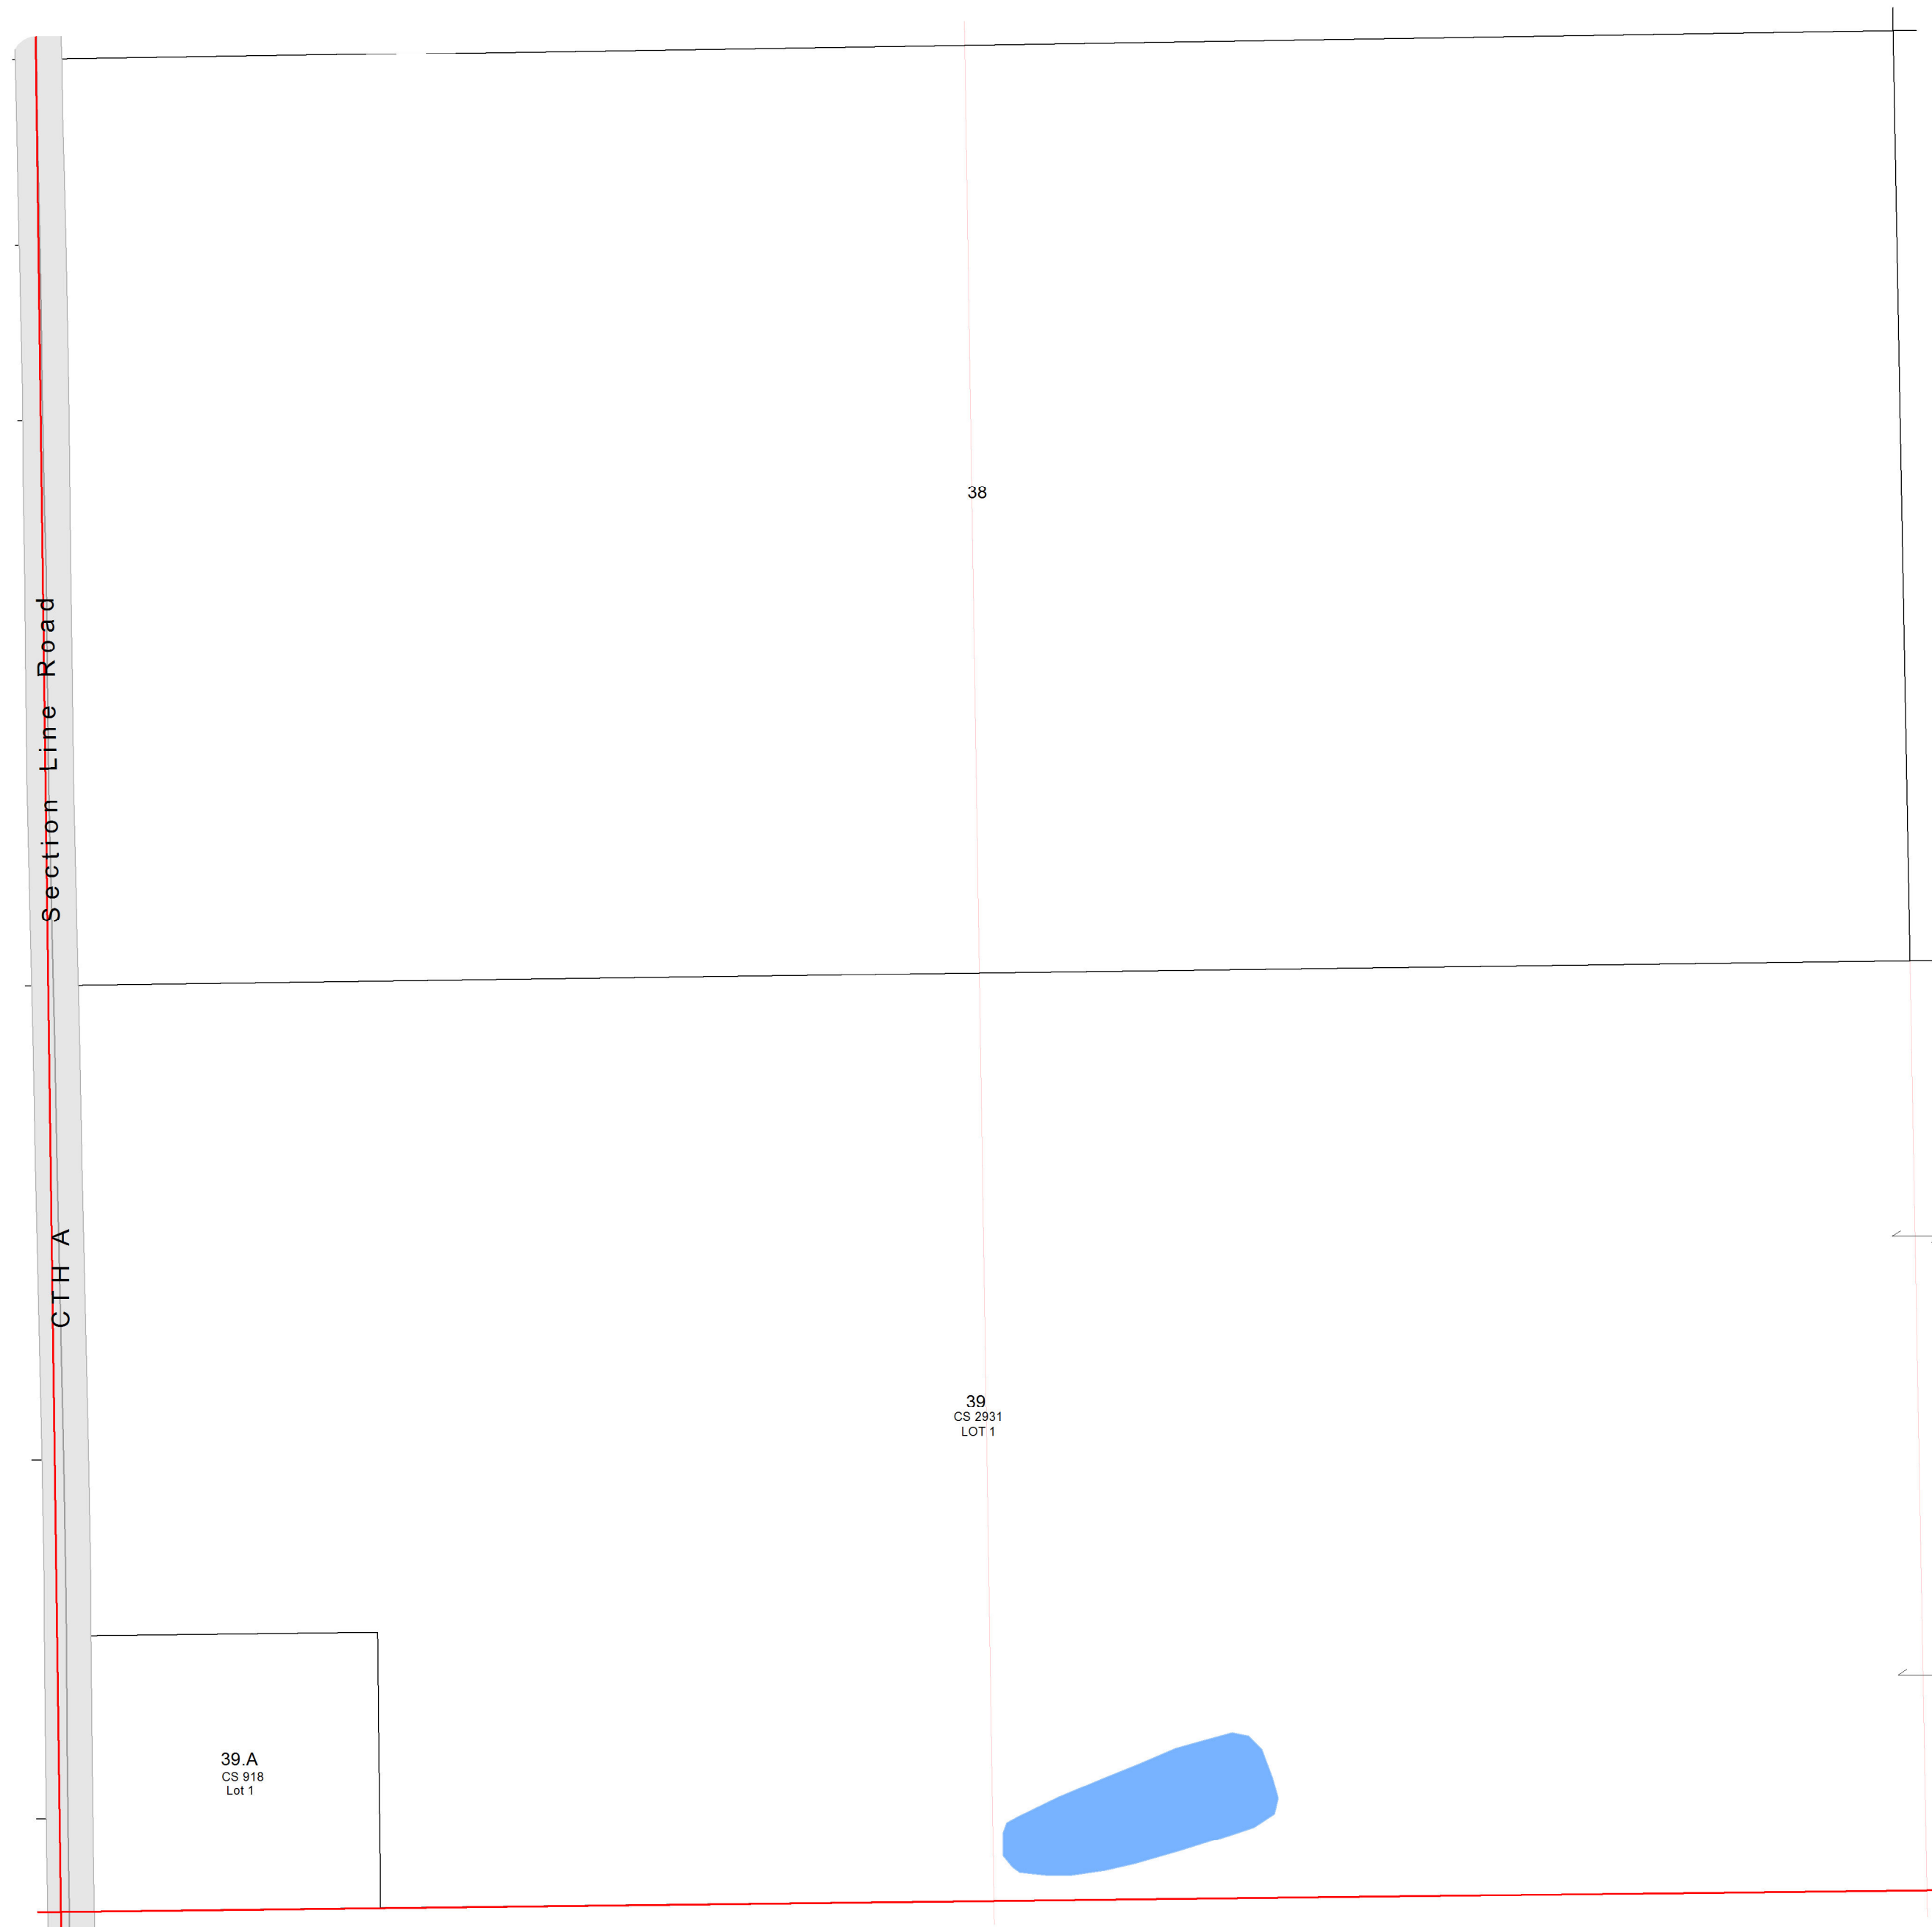 38
Section Line Road
CTH A
39
CS 2931
LOT 1
39.A
CS 918
Lot 1